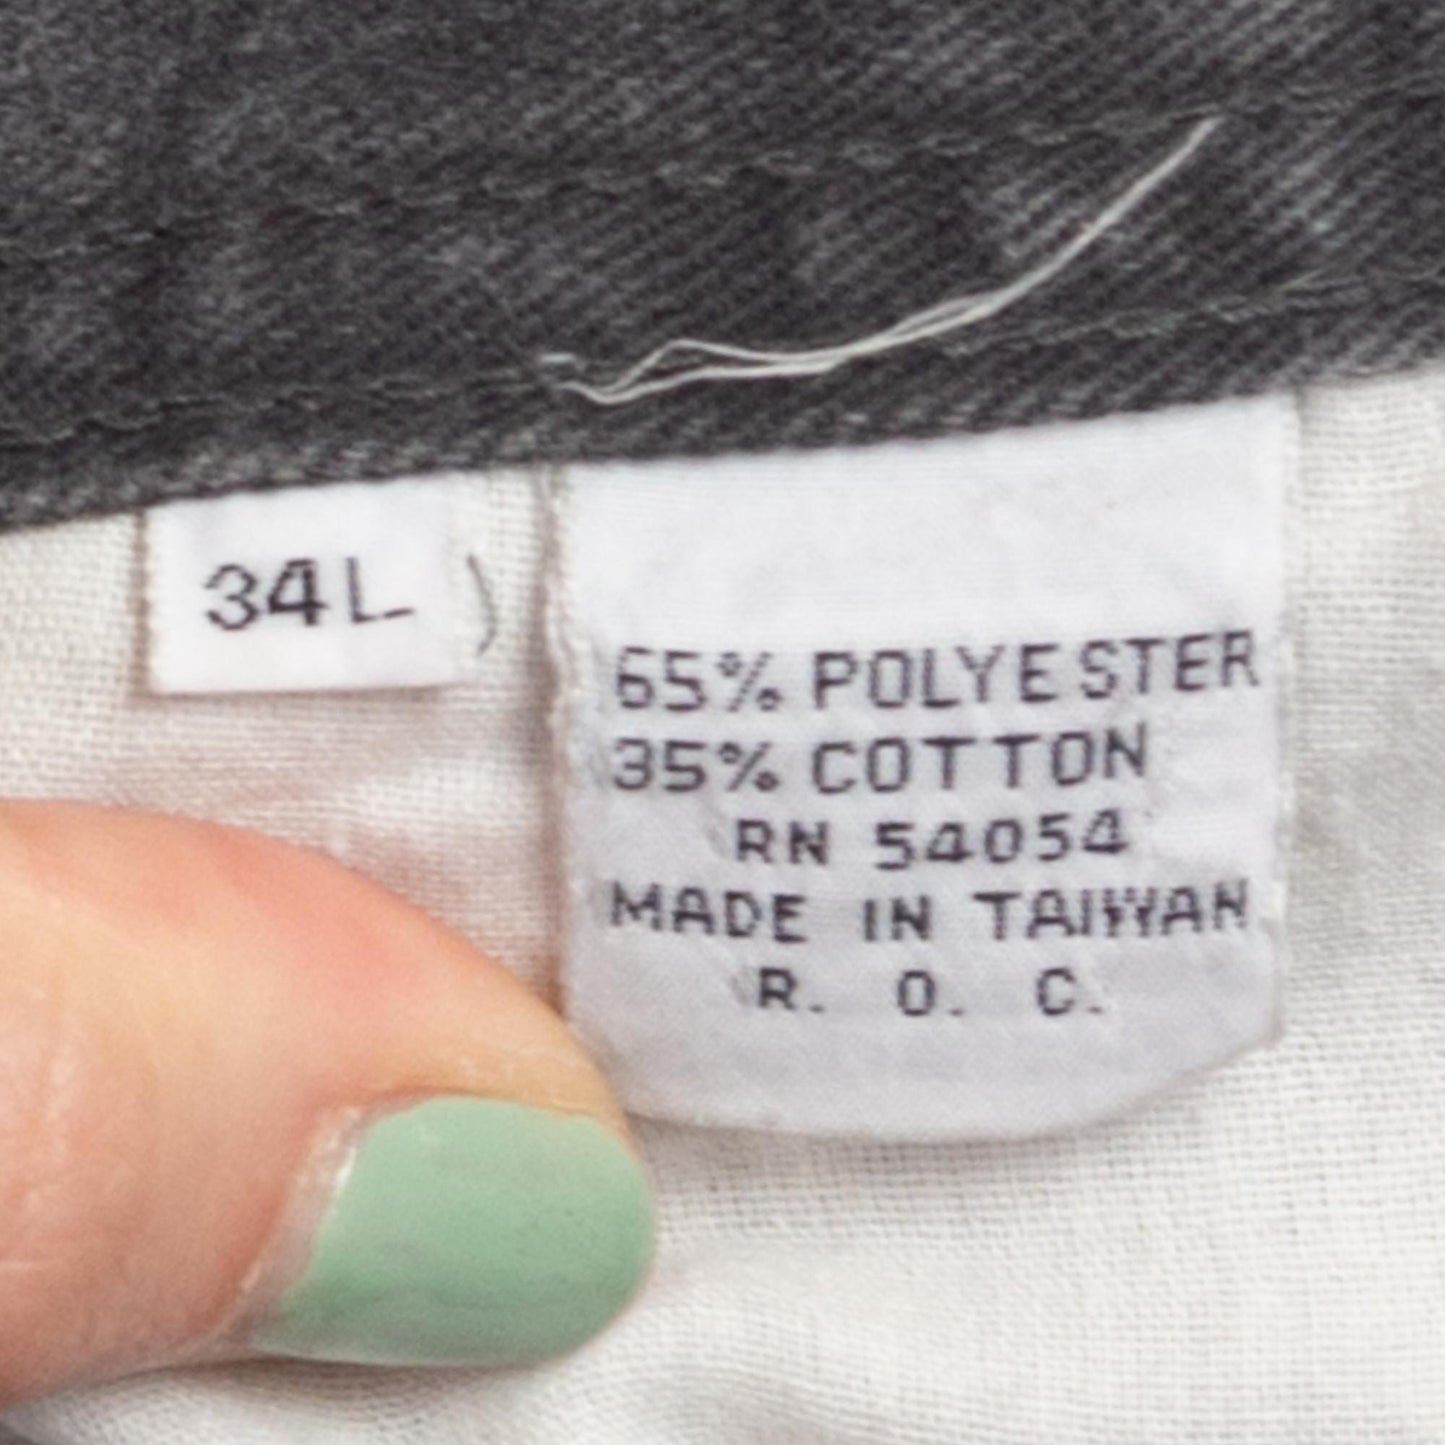 34L
65% POLYESTER
35% COTTON
RN 54054
MADE IN TAIWAN
R. O. C.